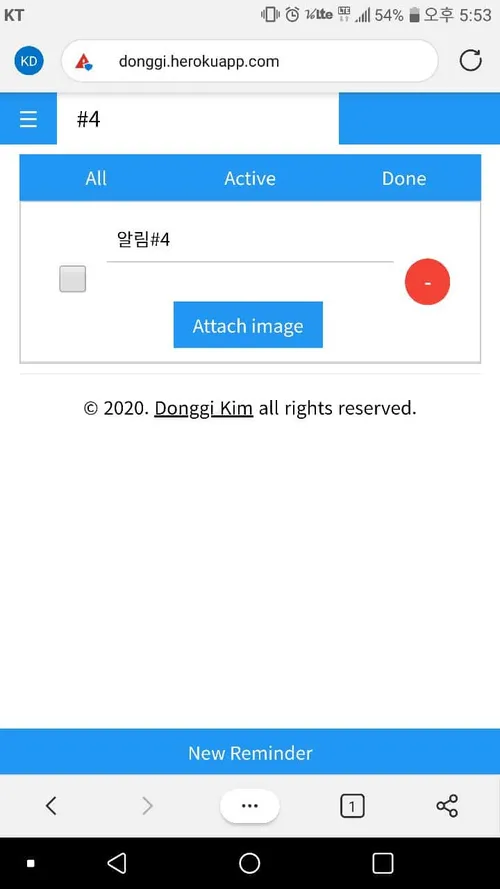 KT 54% 오후 5:53
KD donggi.herokuapp.com
#4
All Active Done
알림#4
-
Attach image
© 2020. Donggi Kim all rights reserved.
New Reminder
1